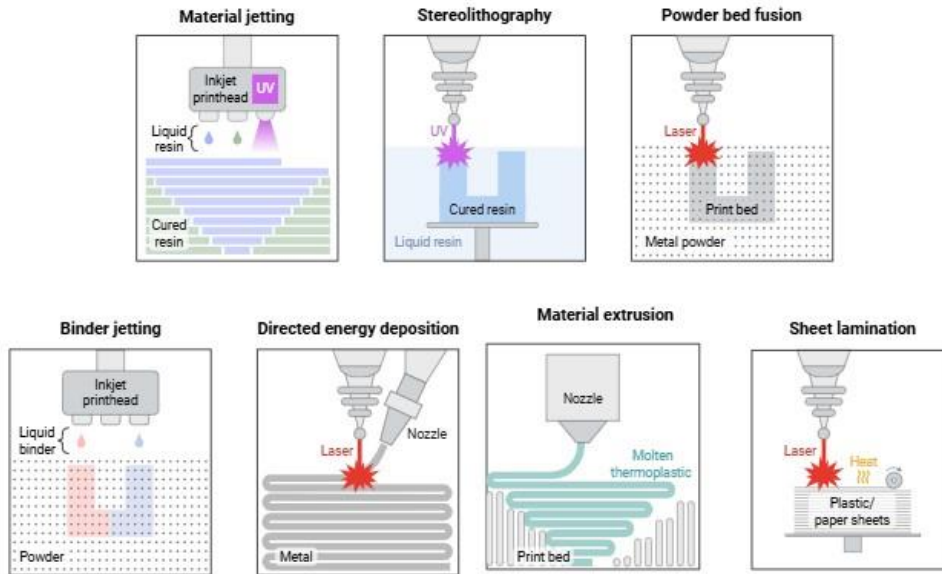 Material jetting
Inkjet
printhead
UV
Liquid
resin
Cured
resin
Stereolithography
UV
Cured resin
Liquid resin
Powder bed fusion
Laser
Print bed
Metal powder
Binder jetting
Inkjet
printhead
Liquid
binder
Powder
Directed energy deposition
Laser
Nozzle
Metal
Material extrusion
Nozzle
Molten
thermoplastic
Print bed
Sheet lamination
Laser
Heat
Plastic/
paper sheets